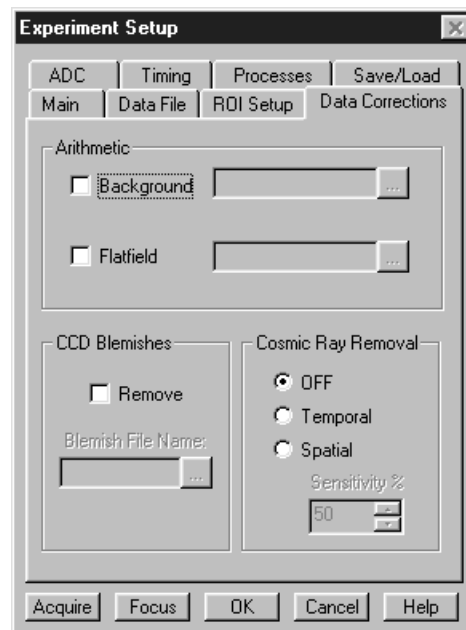 Experiment Setup
ADC Timing Processes Save/Load
Main Data File ROI Setup Data Corrections
Arithmetic
Background ...
Flatfield ...
CCD Blemishes
Remove
Blemish File Name:
...
Cosmic Ray Removal
OFF
Temporal
Spatial
Sensitivity %
50
Acquire Focus OK Cancel Help